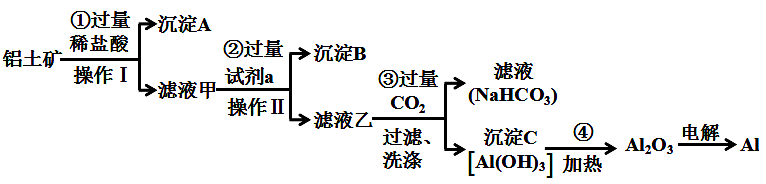 铝土矿
①过量
稀盐酸
操作Ⅰ
沉淀A
滤液甲
②过量
试剂a
操作Ⅱ
沉淀B
滤液乙
③过量
CO₂
过滤、
洗涤
滤液
(NaHCO₃)
沉淀C
[Al(OH)₃]
④
加热
Al₂O₃
电解
Al